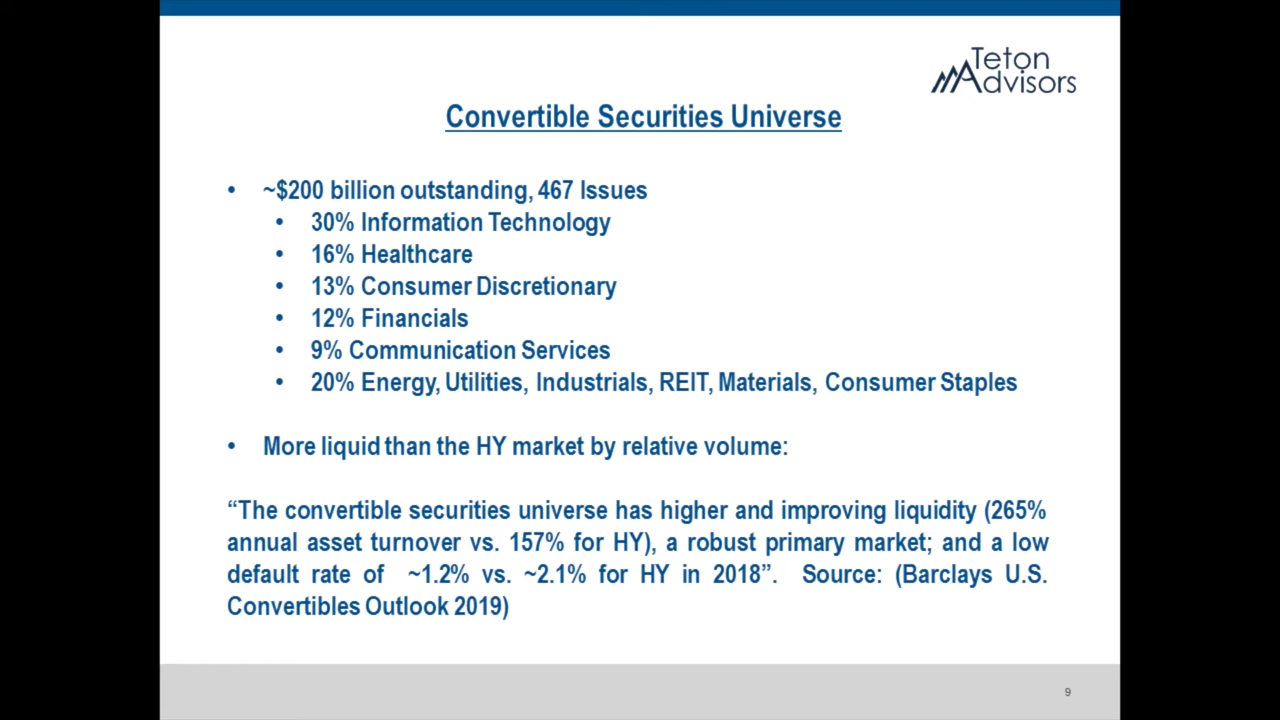 Teton
Advisors
Convertible Securities Universe
• ~$200 billion outstanding, 467 Issues
• 30% Information Technology
• 16% Healthcare
• 13% Consumer Discretionary
• 12% Financials
• 9% Communication Services
• 20% Energy, Utilities, Industrials, REIT, Materials, Consumer Staples
• More liquid than the HY market by relative volume:
“The convertible securities universe has higher and improving liquidity (265%
annual asset turnover vs. 157% for HY), a robust primary market; and a low
default rate of ~1.2% vs. ~2.1% for HY in 2018”. Source: (Barclays U.S.
Convertibles Outlook 2019)
9